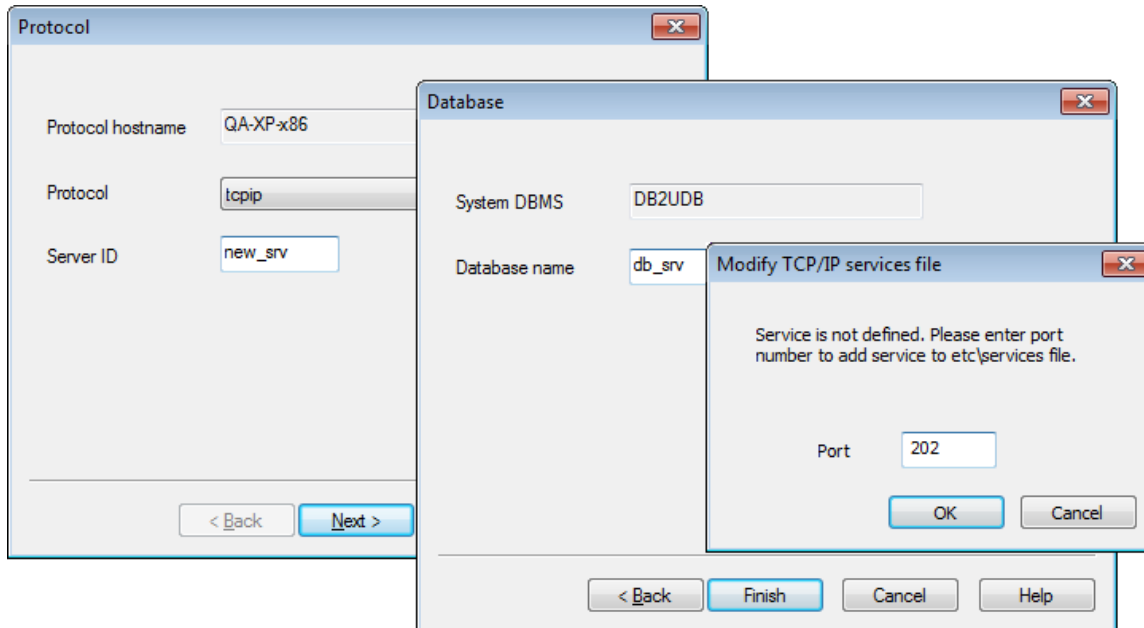 Protocol
Protocol hostname QA-XP-x86
Protocol tcpip
Server ID new_srv
< Back Next >
Database
System DBMS DB2UDB
Database name db_srv
< Back Finish Cancel Help
Modify TCP/IP services file
Service is not defined. Please enter port
number to add service to etc\services file.
Port 202
OK Cancel